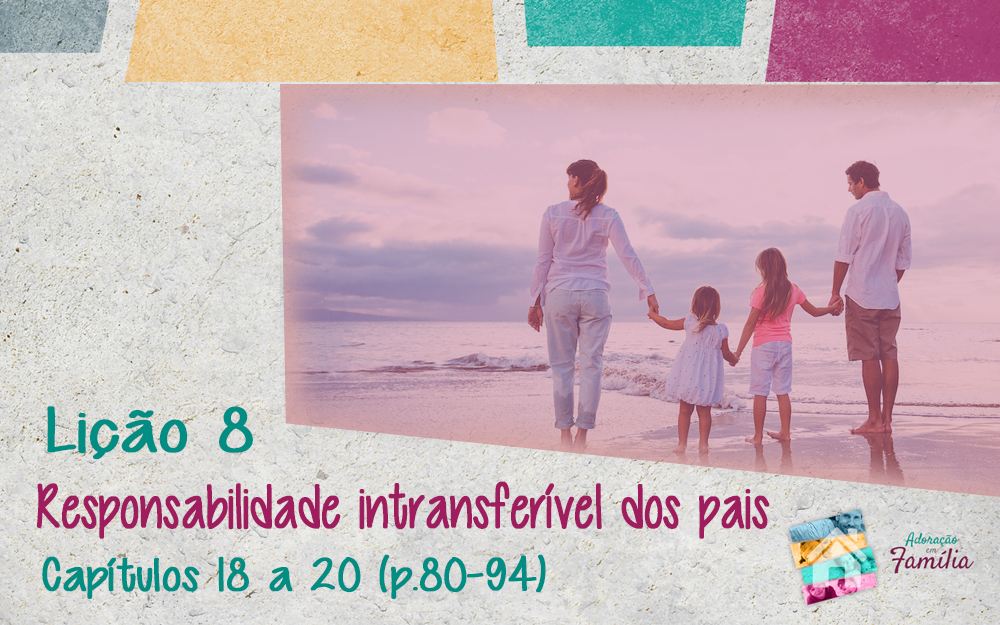 Lição 8
Responsabilidade intransferível dos pais
Capítulos 18 a 20 (p.80-94)
Adoração
em
Família